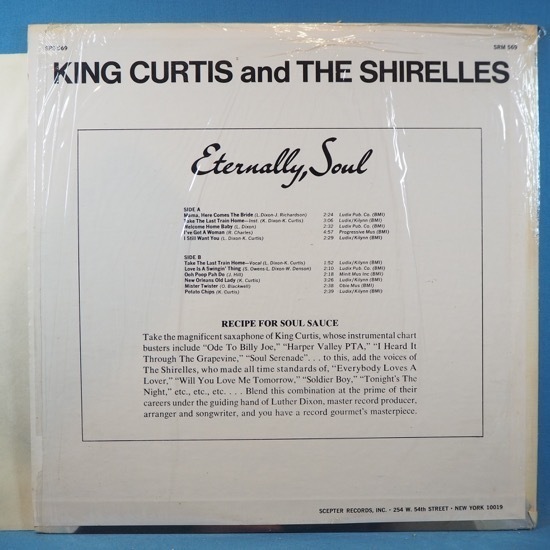 SPS 569
SRM 569
KING CURTIS and THE SHIRELLES
Eternally, Soul
SIDE A
Mama, Here Comes The Bride (L. Dixon-J. Richardson) 2:24 Ludix Pub. Co. (BMI)
Take The Last Train Home—Inst. (K. Dixon-K. Curtis) 3:06 Ludix/Kilynn (BMI)
Welcome Home Baby (L. Dixon) 2:32 Ludix Pub. Co. (BMI)
I've Got A Woman (R. Charles) 4:57 Progressive Mus (BMI)
I Still Want You (L. Dixon-K. Curtis) 2:29 Ludix/Kilynn (BMI)
SIDE B
Take The Last Train Home—Vocal (L. Dixon-K. Curtis) 1:52 Ludix/Kilynn (BMI)
Love Is A Swingin' Thing (S. Owens-L. Dixon-W. Denson) 2:10 Ludix Pub. Co. (BMI)
Ooh Poop Pah Do (J. Hill) 2:18 Minit Mus Inc (BMI)
New Orleans Old Lady (K. Curtis) 3:26 Ludix/Kilynn (BMI)
Mister Twister (O. Blackwell) 2:38 Obie Mus (BMI)
Potato Chips (K. Curtis) 2:39 Ludix/Kilynn (BMI)
RECIPE FOR SOUL SAUCE
Take the magnificent saxaphone of King Curtis, whose instrumental chart
busters include "Ode To Billy Joe," "Harper Valley PTA," "I Heard It
Through The Grapevine," "Soul Serenade". . . to this, add the voices of
The Shirelles, who made all time standards of, "Everybody Loves A
Lover," "Will You Love Me Tomorrow," "Soldier Boy," "Tonight's The
Night," etc., etc., etc. . . . Blend this combination at the prime of their
careers under the guiding hand of Luther Dixon, master record producer,
arranger and songwriter, and you have a record gourmet's masterpiece.
SCEPTER RECORDS, INC. • 254 W. 54th STREET • NEW YORK 10019